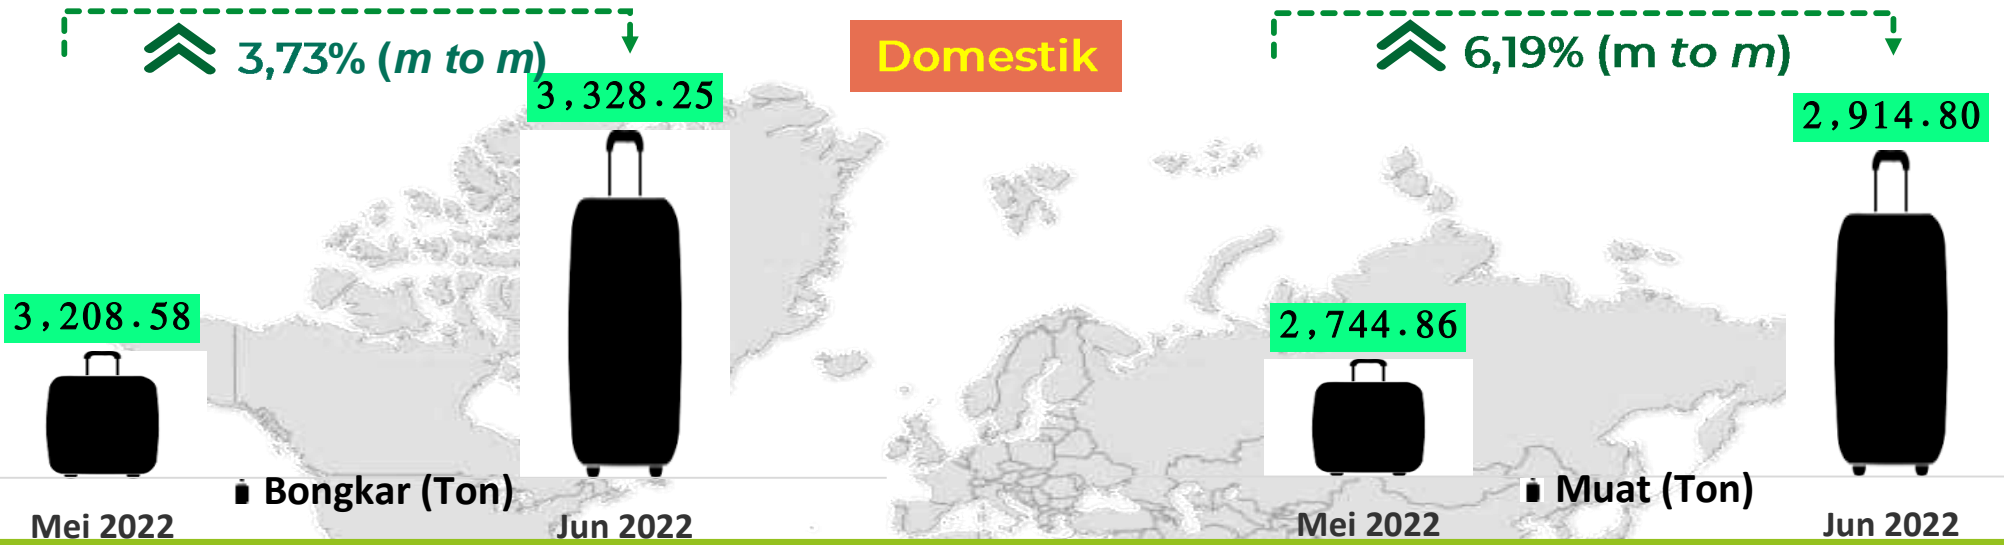 3,73% (m to m)
Domestik
6,19% (m to m)
3,328.25
2,914.80
3,208.58
2,744.86
Bongkar (Ton)
Muat (Ton)
Mei 2022
Jun 2022
Mei 2022
Jun 2022